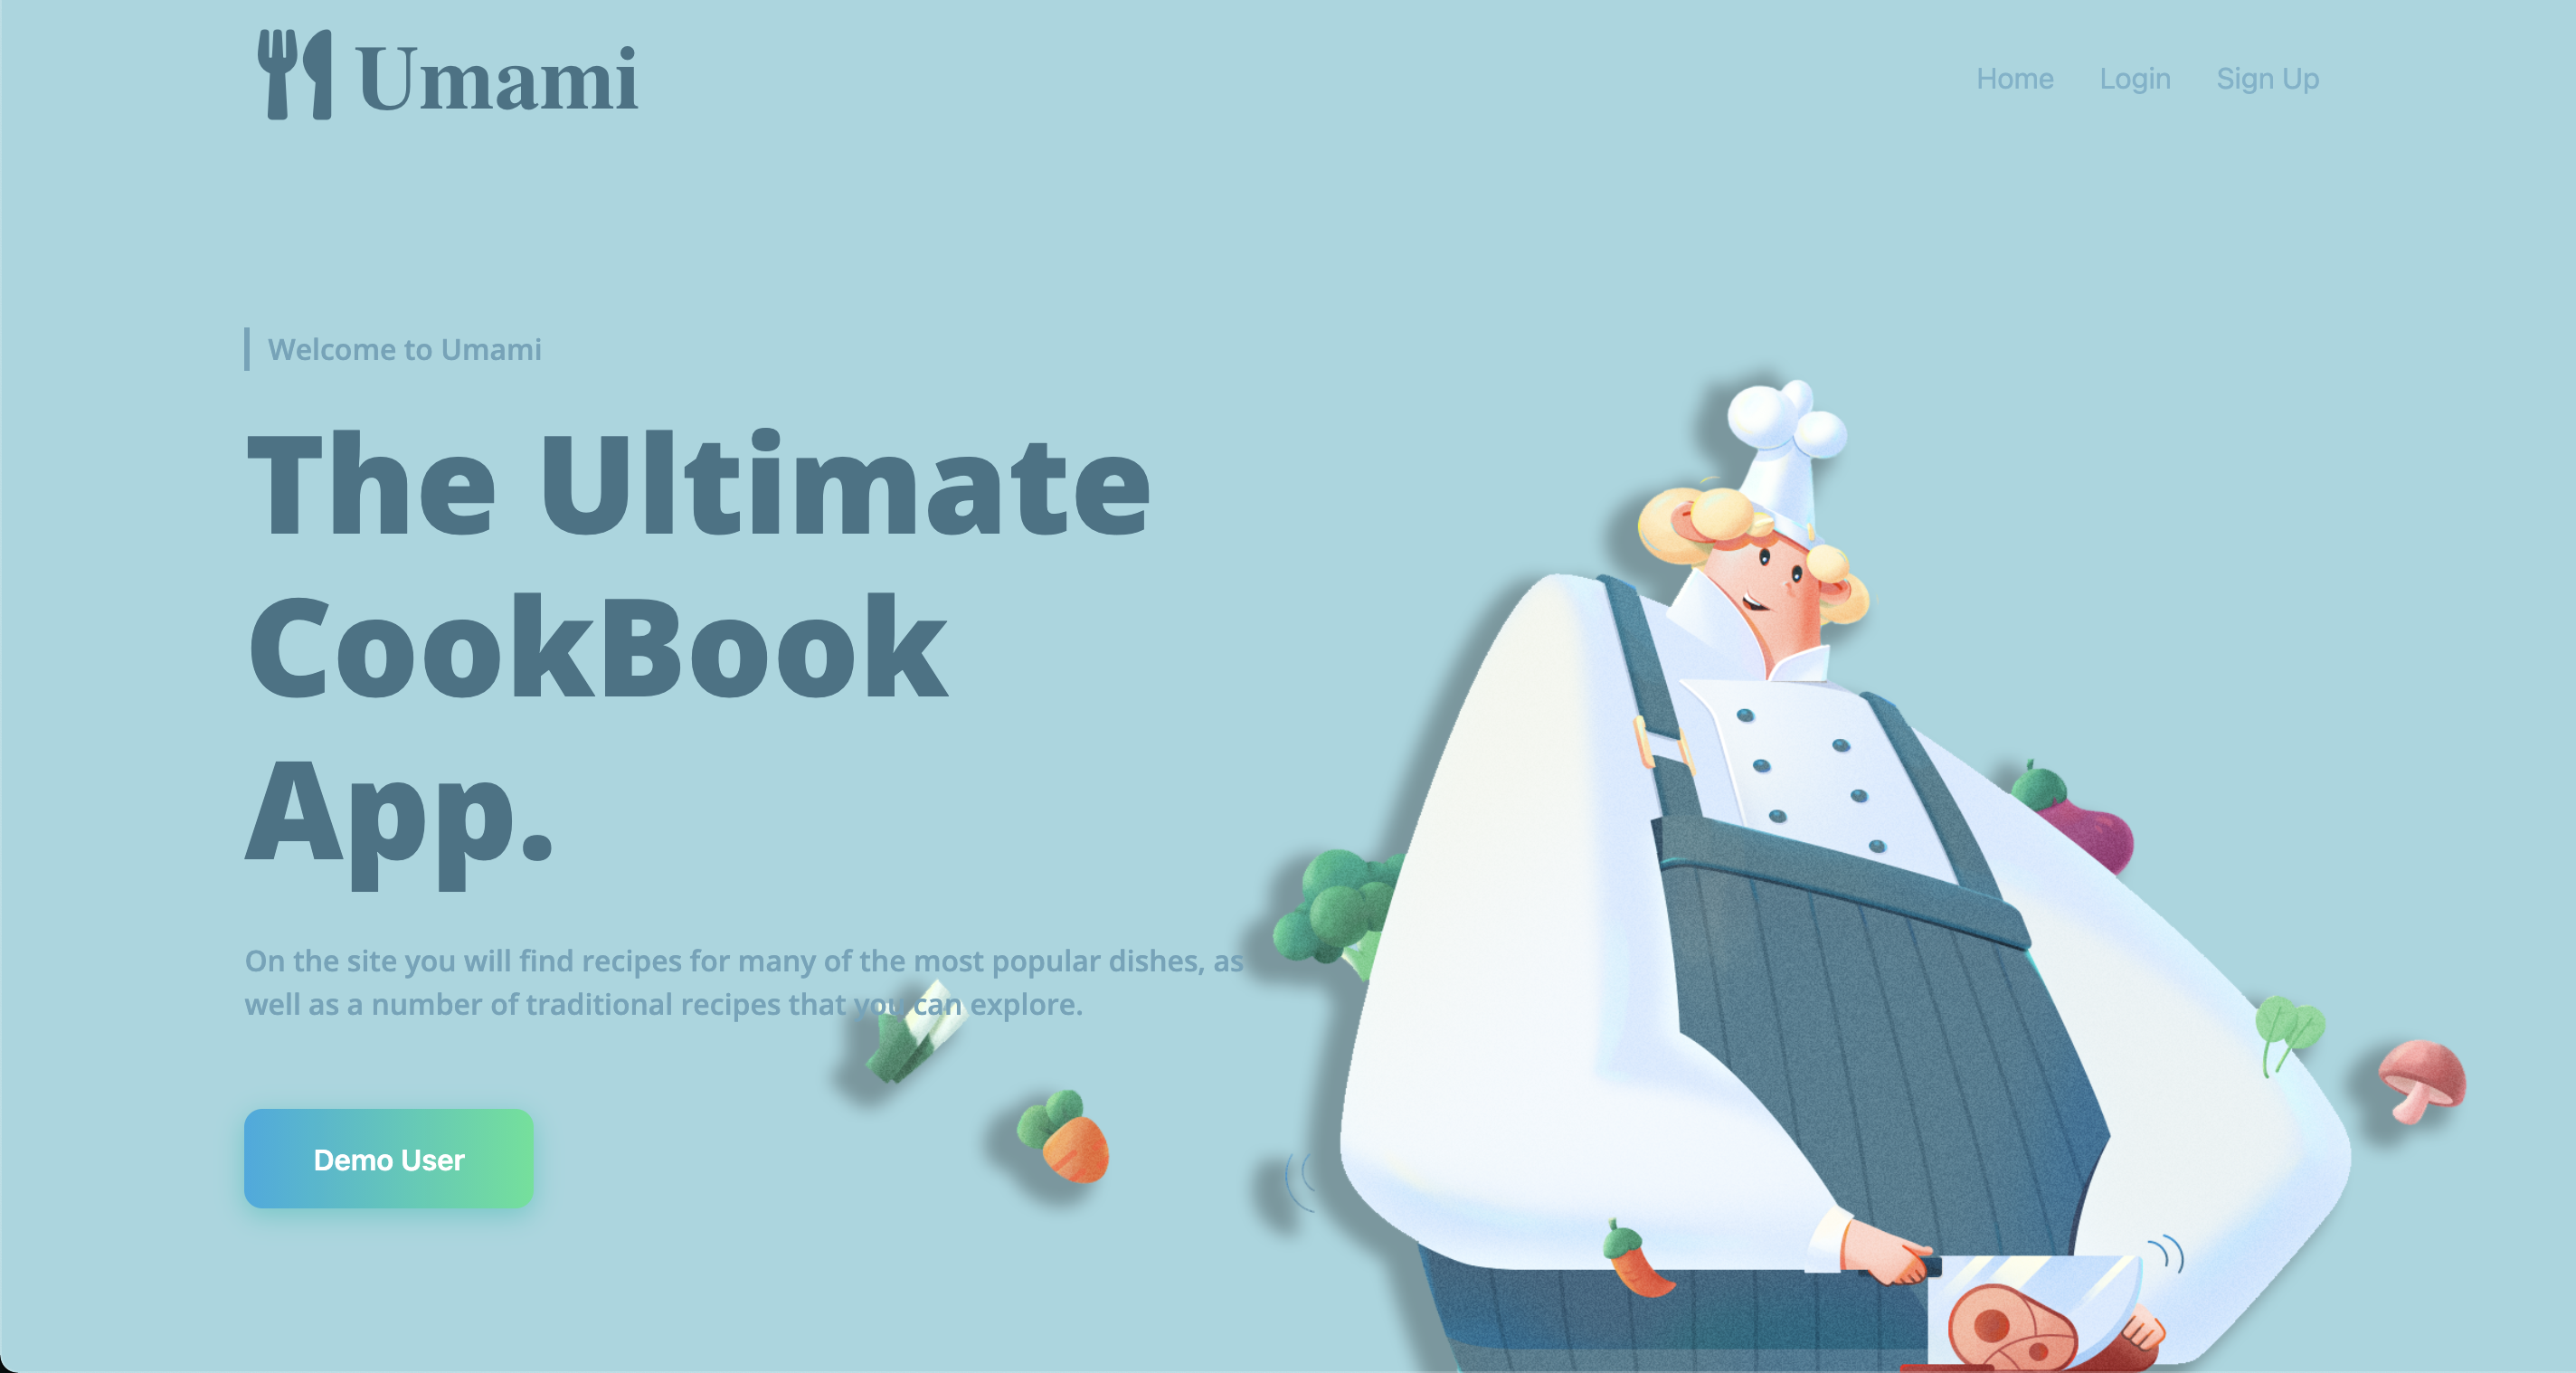 Umami
Home Login Sign Up
Welcome to Umami
The Ultimate
CookBook
App.
On the site you will find recipes for many of the most popular dishes, as
well as a number of traditional recipes that you can explore.
Demo User